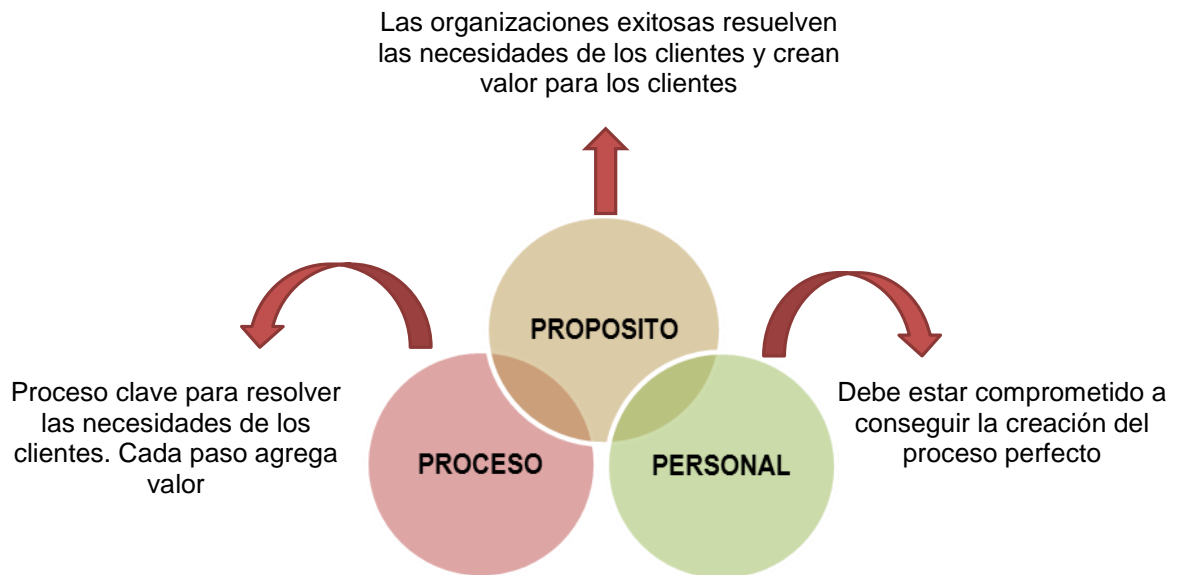 Las organizaciones exitosas resuelven
las necesidades de los clientes y crean
valor para los clientes
PROPOSITO
Proceso clave para resolver
las necesidades de los
clientes. Cada paso agrega
valor
PROCESO
PERSONAL
Debe estar comprometido a
conseguir la creación del
proceso perfecto